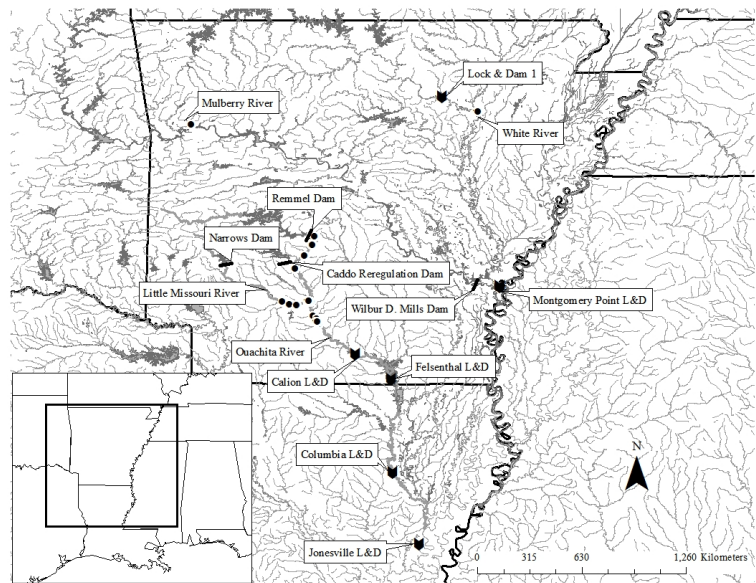 Lock & Dam 1
Mulberry River
White River
Remmel Dam
Narrows Dam
Caddo Reregulation Dam
Little Missouri River
Wilbur D. Mills Dam
Montgomery Point L&D
Ouachita River
Felsenthal L&D
Calion L&D
Columbia L&D
N
Jonesville L&D
0 315 630 1,260 Kilometers